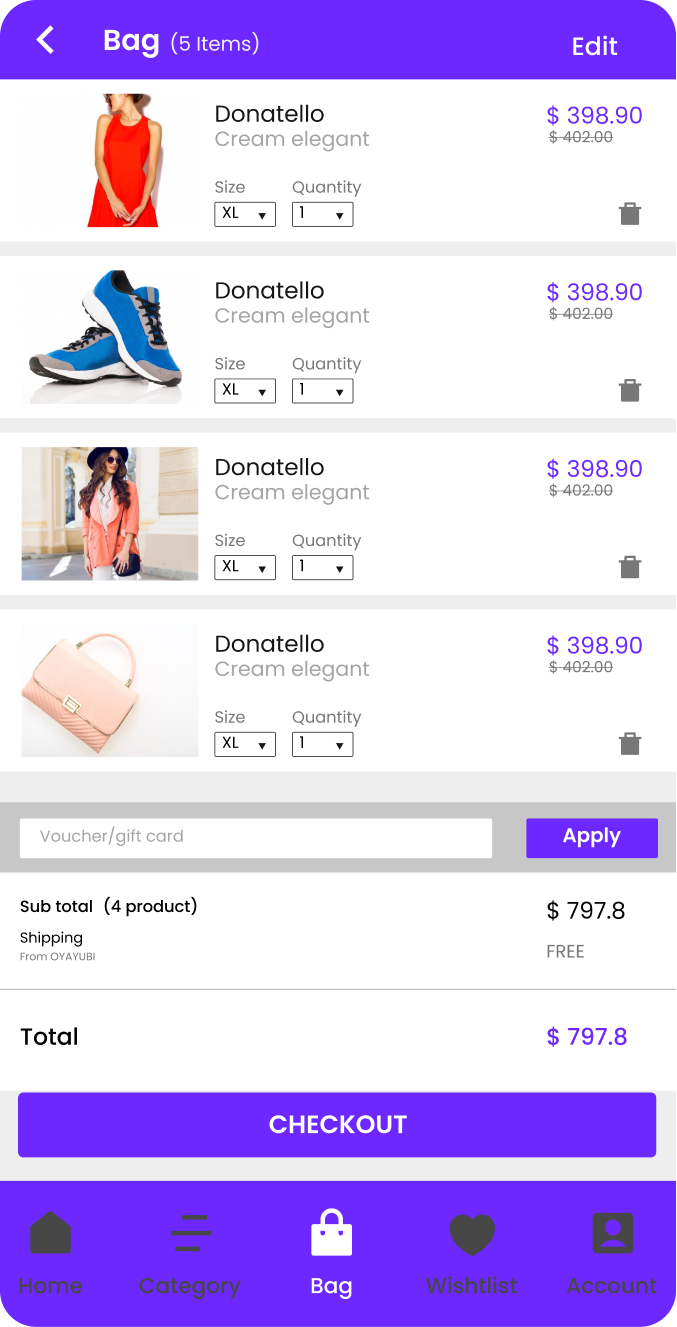 Bag (5 Items)
Edit
Donatello
$ 398.90
Cream elegant
$ 402.00
Size Quantity
XL ▼ 1 ▼
Donatello
$ 398.90
Cream elegant
$ 402.00
Size Quantity
XL ▼ 1 ▼
Donatello
$ 398.90
Cream elegant
$ 402.00
Size Quantity
XL ▼ 1 ▼
Donatello
$ 398.90
Cream elegant
$ 402.00
Size Quantity
XL ▼ 1 ▼
Voucher/gift card
Apply
Sub total (4 product)
$ 797.8
Shipping
From OYAYUBI
FREE
Total
$ 797.8
CHECKOUT
Home Category Bag Wishtlist Account